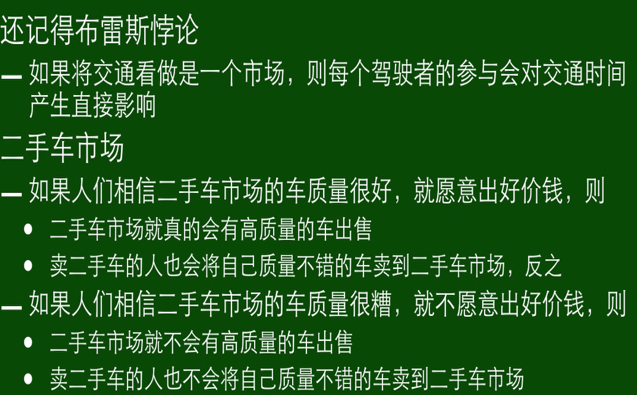 还记得布雷斯悖论
— 如果将交通看做是一个市场，则每个驾驶者的参与会对交通时间
产生直接影响
二手车市场
— 如果人们相信二手车市场的车质量很好，就愿意出好价钱，则
• 二手车市场就真的会有高质量的车出售
• 卖二手车的人也会将自己质量不错的车卖到二手车市场，反之
— 如果人们相信二手车市场的车质量很糟，就不愿意出好价钱，则
• 二手车市场就不会有高质量的车出售
• 卖二手车的人也不会将自己质量不错的车卖到二手车市场